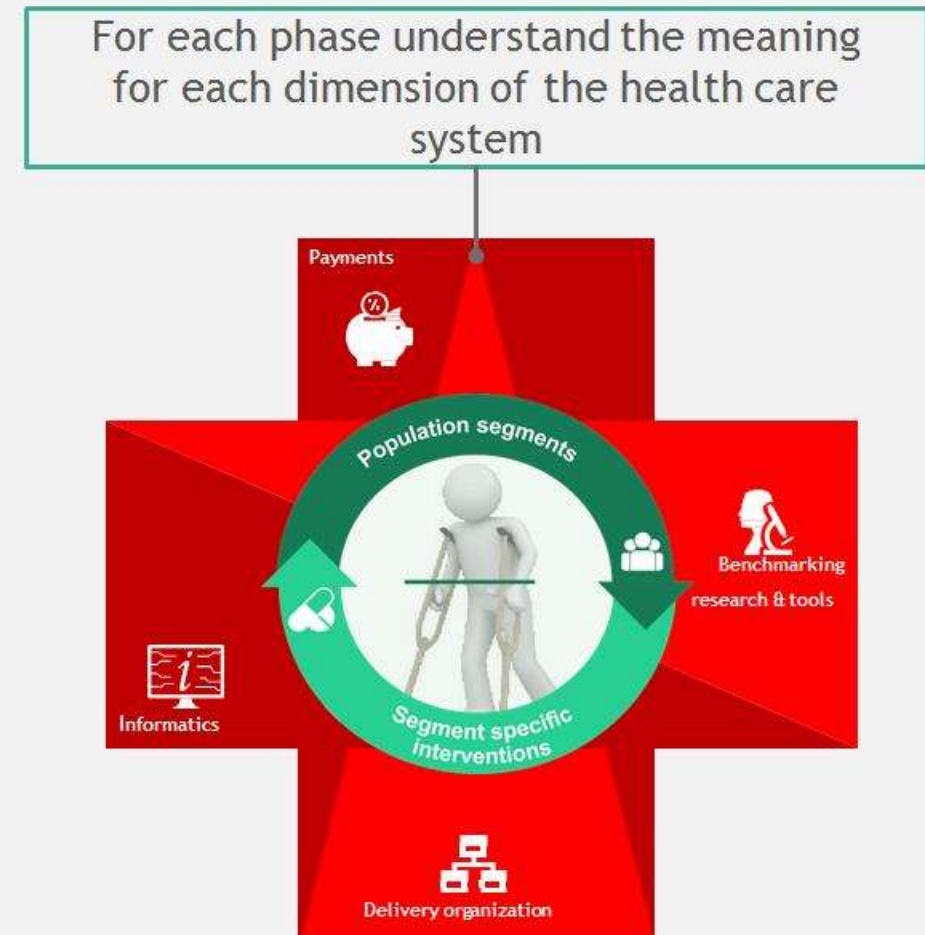 For each phase understand the meaning
for each dimension of the health care
system
Payments
Population segments
Benchmarking
research & tools
Informatics
Segment specific
interventions
Delivery organization